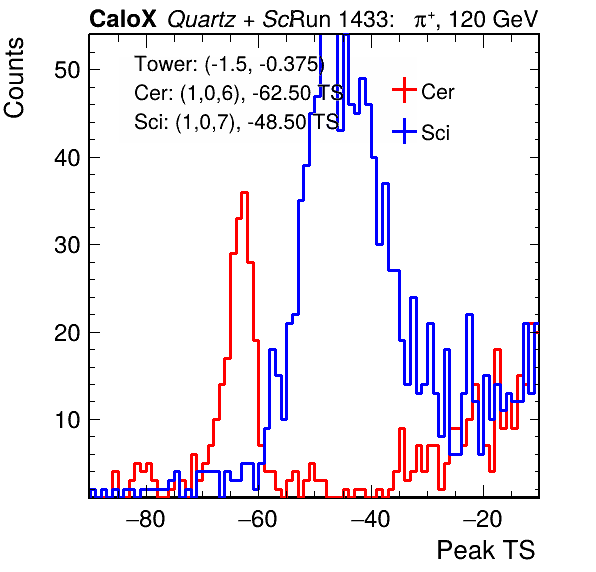 CaloX Quartz + Sci Run 1433: π⁺, 120 GeV
Counts
Tower: (-1.5, -0.375)
Cer: (1,0,6), -62.50 TS
Sci: (1,0,7), -48.50 TS
Cer
Sci
50
40
30
20
10
−80 −60 −40 −20
Peak TS